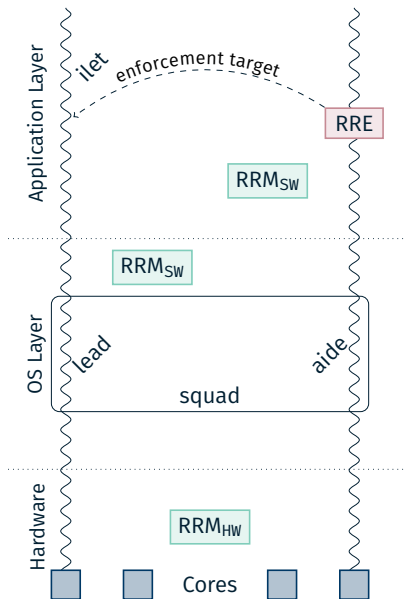 ilet
enforcement target
Application Layer
RRE
RRM_SW
RRM_SW
OS Layer
lead
aide
squad
Hardware
RRM_HW
Cores